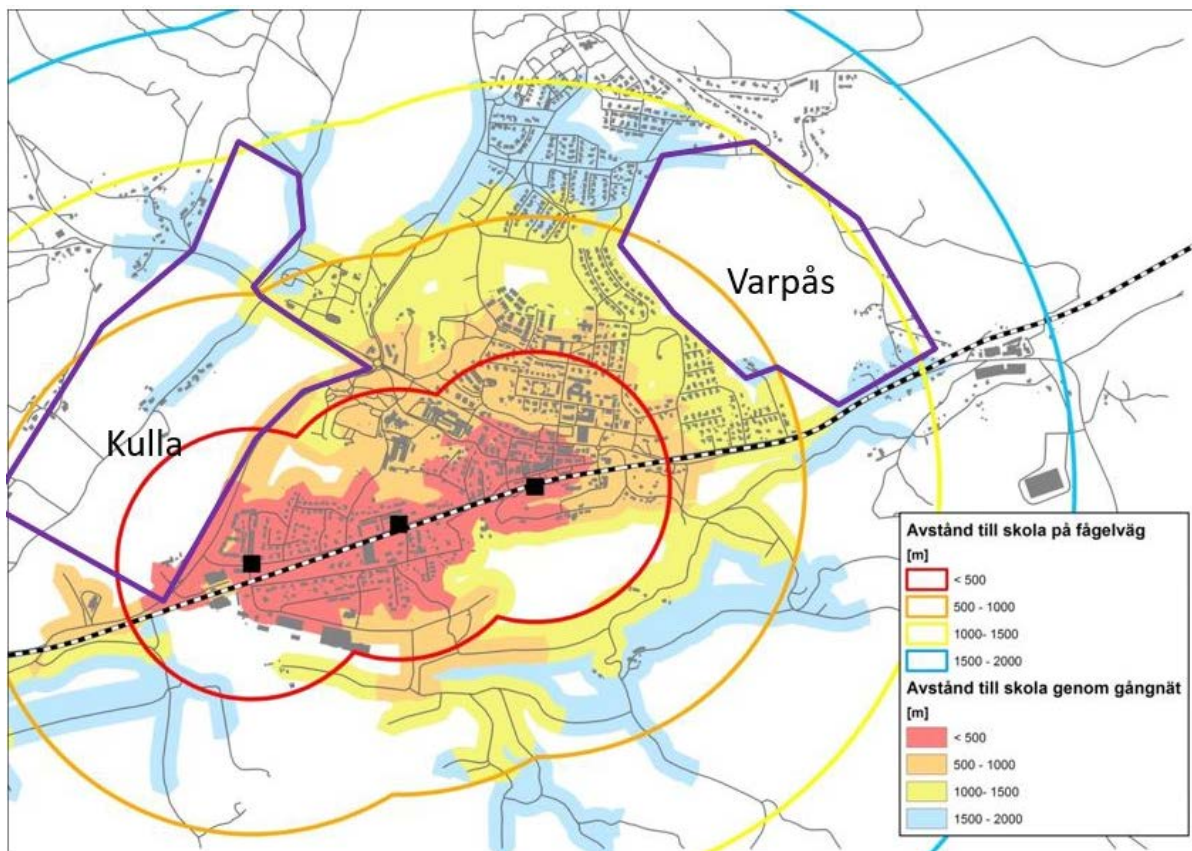 Varpås
Kulla
Avstånd till skola på fågelväg
[m]
< 500
500 - 1000
1000- 1500
1500 - 2000
Avstånd till skola genom gångnät
[m]
< 500
500 - 1000
1000- 1500
1500 - 2000